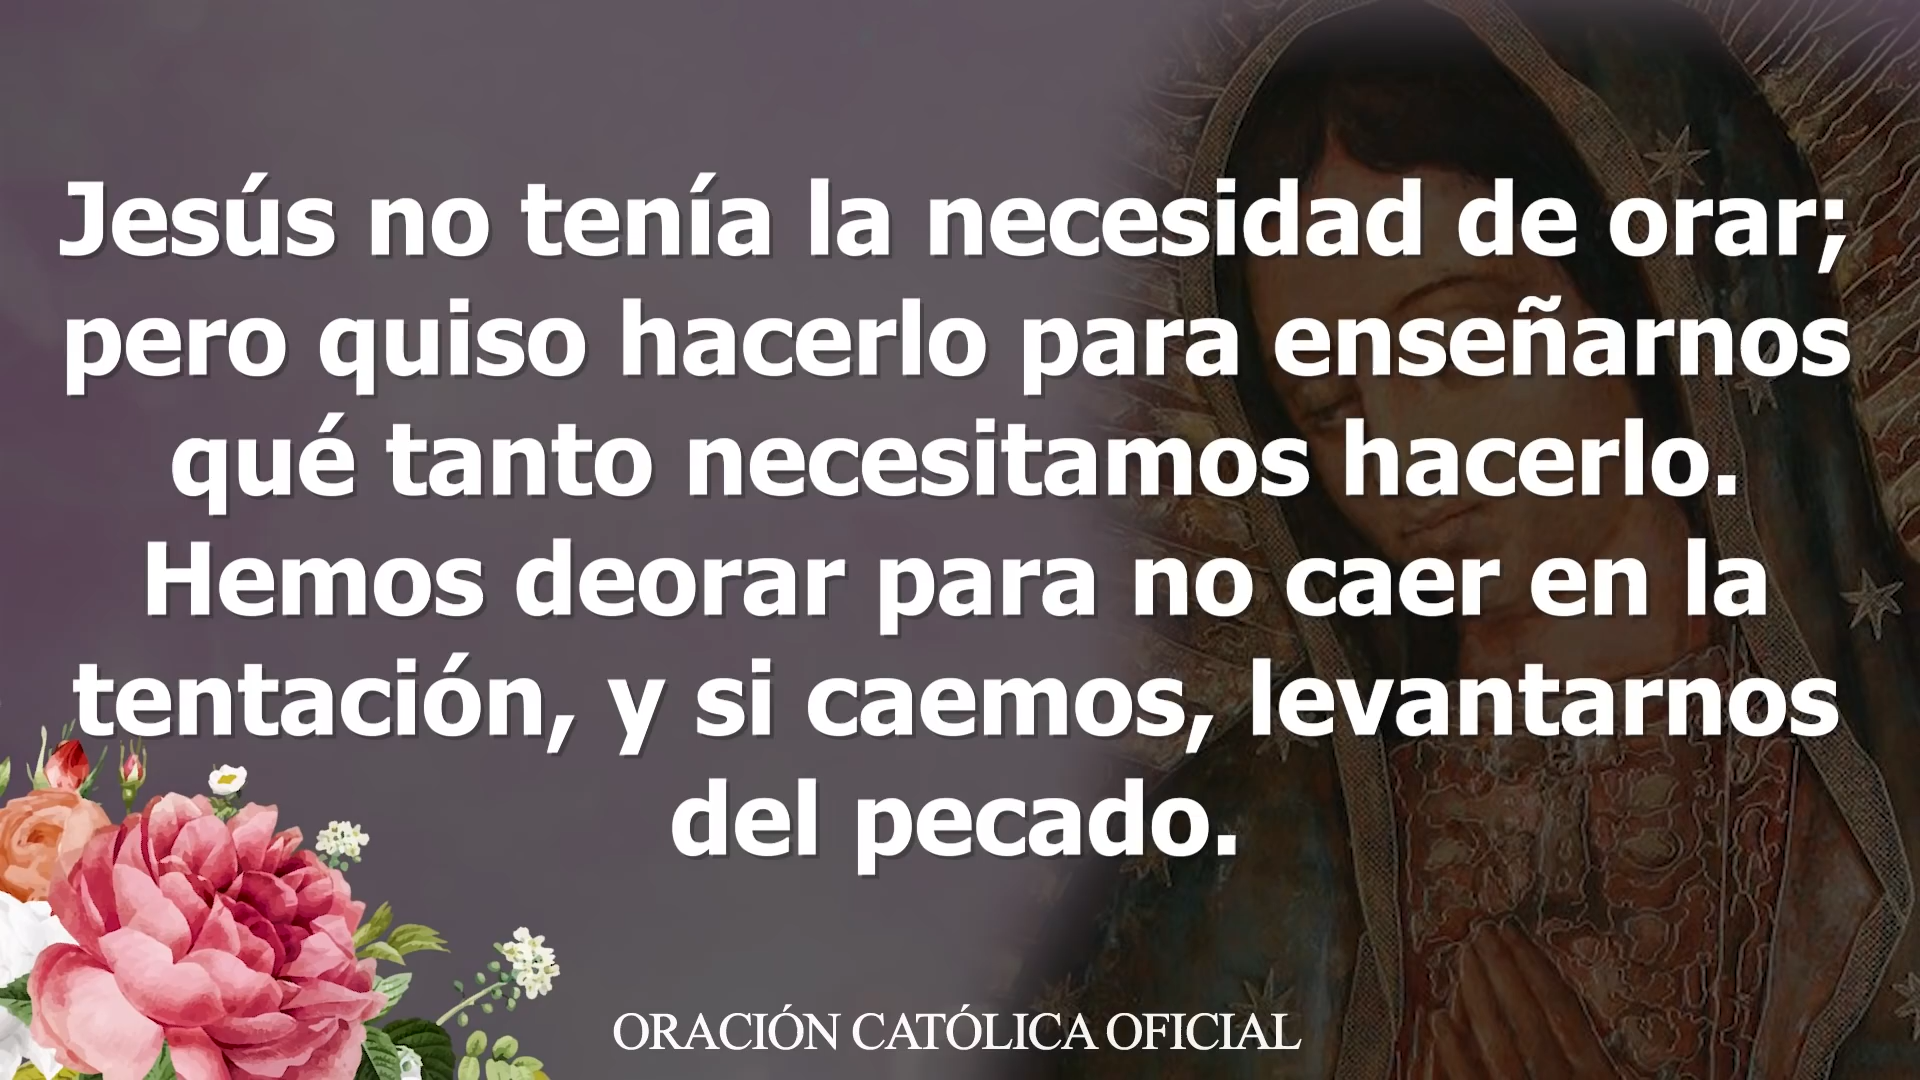 Jesús no tenía la necesidad de orar;
pero quiso hacerlo para enseñarnos
qué tanto necesitamos hacerlo.
Hemos deorar para no caer en la
tentación, y si caemos, levantarnos
del pecado.
ORACIÓN CATÓLICA OFICIAL